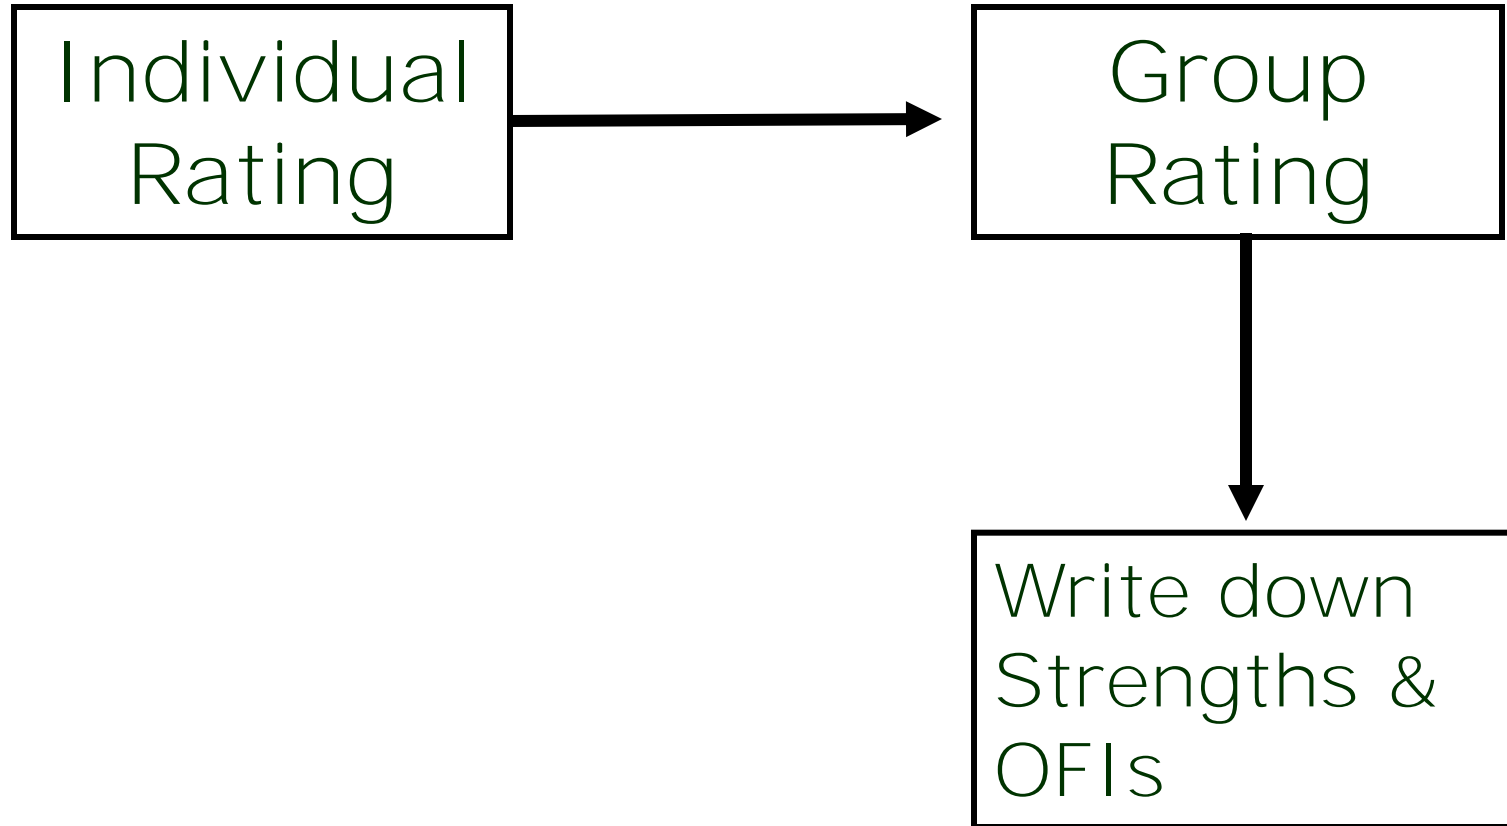 Individual
Rating
Group
Rating
Write down
Strengths &
OFIs